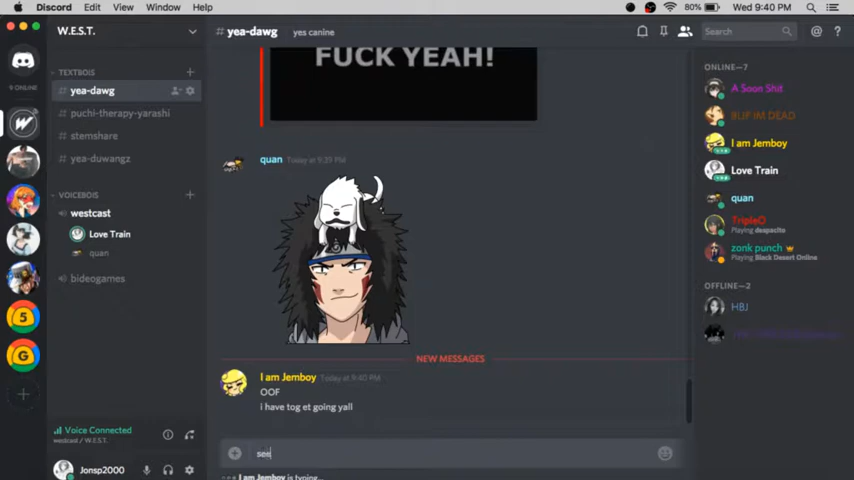 Discord Edit View Window Help 80% Wed 9:40 PM
W.E.S.T.
# yea-dawg yes canine
Search
9 ONLINE
TEXTBOIS
# yea-dawg
# puchi-therapy-yarashi
# stemshare
# yea-duwangz
VOICEBOIS
westcast
Love Train
quan
bideogames
5
G
Voice Connected
westcast / W.E.S.T.
Jonsp2000
FUCK YEAH!
quan Today at 9:39 PM
NEW MESSAGES
I am Jemboy Today at 9:40 PM
OOF
i have tog et going yall
see
I am Jemboy is typing...
ONLINE—7
A Soon Shit
BLIF IM DEAD
I am Jemboy
Love Train
quan
TripleO
Playing despacito
zonk punch
Playing Black Desert Online
OFFLINE—2
HBJ